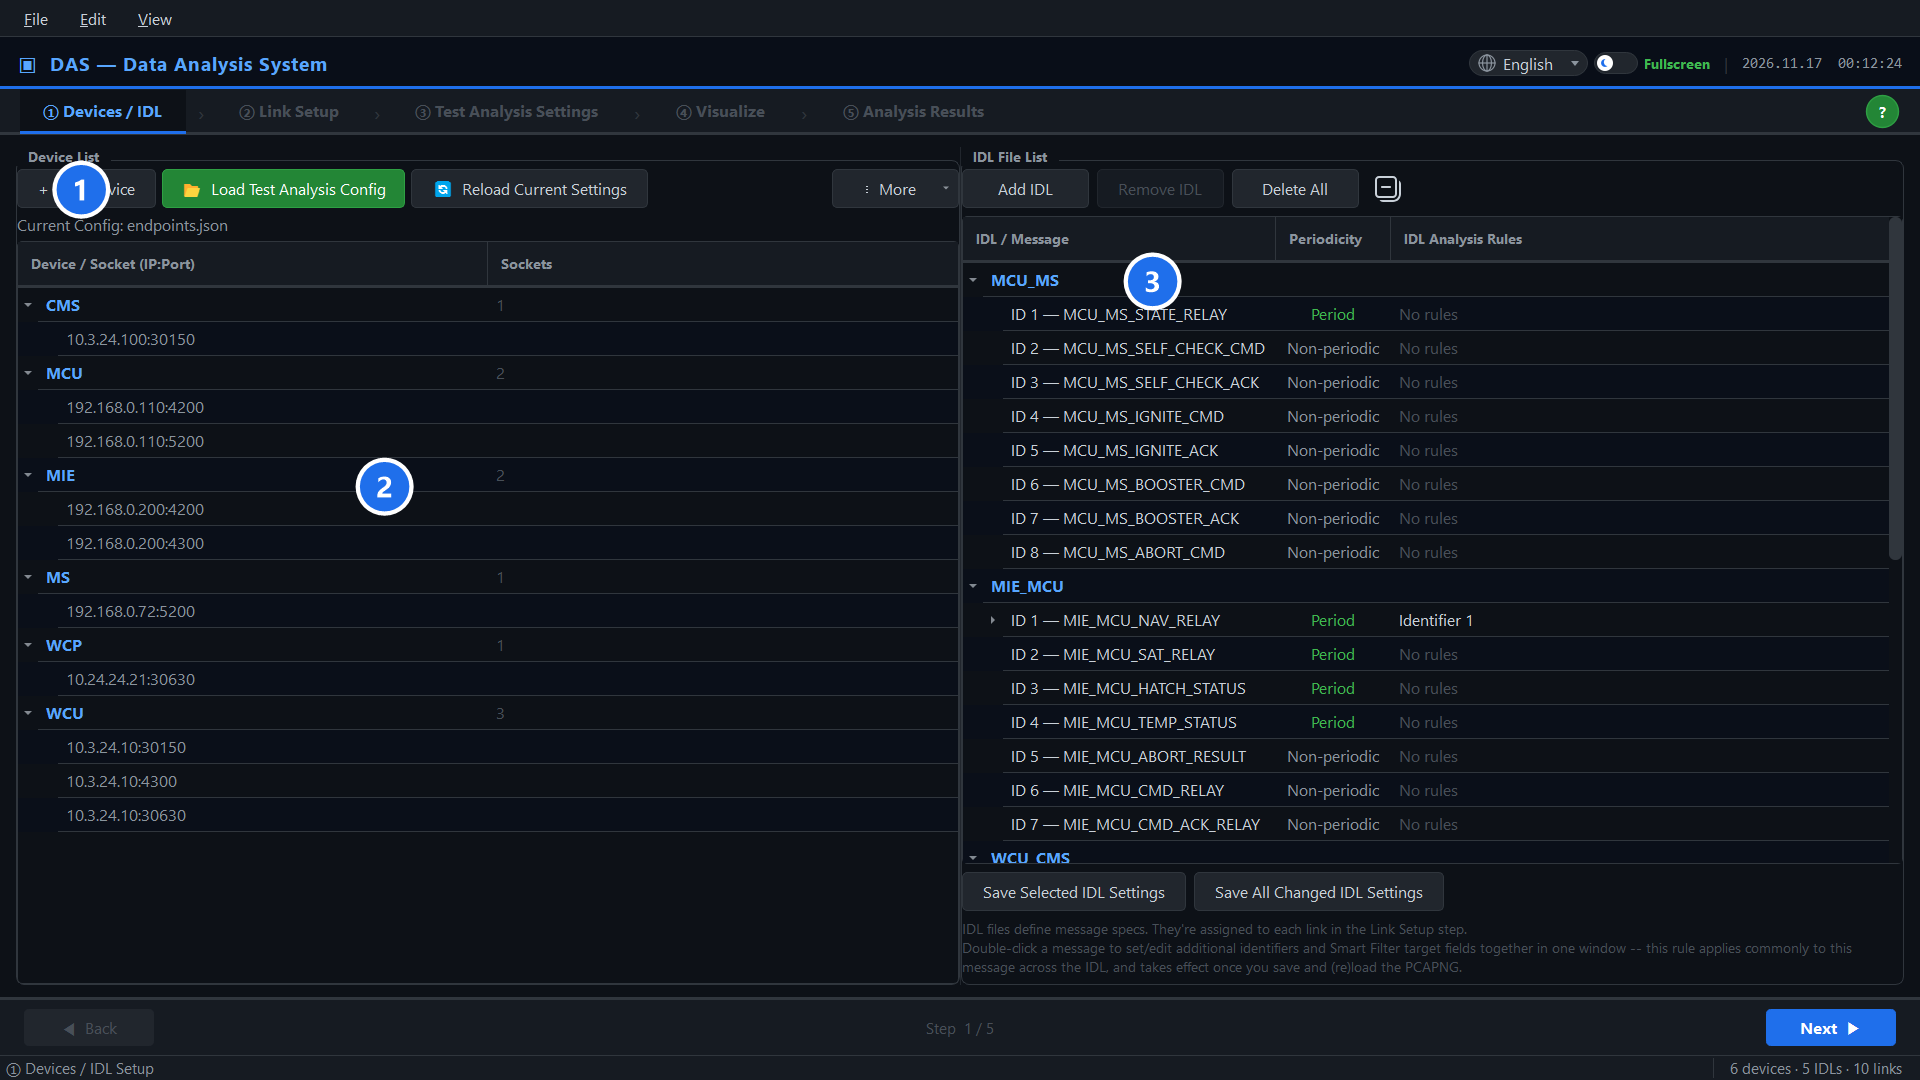 File Edit View
DAS — Data Analysis System
English Fullscreen | 2026.11.17 00:12:24
① Devices / IDL › ② Link Setup › ③ Test Analysis Settings › ④ Visualize › ⑤ Analysis Results ?
Device List
+ 1 Load Test Analysis Config Reload Current Settings ⋮ More
Current Config: endpoints.json
Device / Socket (IP:Port) Sockets
CMS 1
10.3.24.100:30150
MCU 2
192.168.0.110:4200
192.168.0.110:5200
MIE 2
2
192.168.0.200:4200
192.168.0.200:4300
MS 1
192.168.0.72:5200
WCP 1
10.24.24.21:30630
WCU 3
10.3.24.10:30150
10.3.24.10:4300
10.3.24.10:30630
IDL File List
Add IDL Remove IDL Delete All
IDL / Message Periodicity IDL Analysis Rules
MCU_MS
3
ID 1 — MCU_MS_STATE_RELAY Period No rules
ID 2 — MCU_MS_SELF_CHECK_CMD Non-periodic No rules
ID 3 — MCU_MS_SELF_CHECK_ACK Non-periodic No rules
ID 4 — MCU_MS_IGNITE_CMD Non-periodic No rules
ID 5 — MCU_MS_IGNITE_ACK Non-periodic No rules
ID 6 — MCU_MS_BOOSTER_CMD Non-periodic No rules
ID 7 — MCU_MS_BOOSTER_ACK Non-periodic No rules
ID 8 — MCU_MS_ABORT_CMD Non-periodic No rules
MIE_MCU
ID 1 — MIE_MCU_NAV_RELAY Period Identifier 1
ID 2 — MIE_MCU_SAT_RELAY Period No rules
ID 3 — MIE_MCU_HATCH_STATUS Period No rules
ID 4 — MIE_MCU_TEMP_STATUS Period No rules
ID 5 — MIE_MCU_ABORT_RESULT Non-periodic No rules
ID 6 — MIE_MCU_CMD_RELAY Non-periodic No rules
ID 7 — MIE_MCU_CMD_ACK_RELAY Non-periodic No rules
WCU_CMS
Save Selected IDL Settings Save All Changed IDL Settings
IDL files define message specs. They're assigned to each link in the Link Setup step.
Double-click a message to set/edit additional identifiers and Smart Filter target fields together in one window -- this rule applies commonly to this
message across the IDL, and takes effect once you save and (re)load the PCAPNG.
◀ Back Step 1 / 5 Next ▶
① Devices / IDL Setup 6 devices · 5 IDLs · 10 links